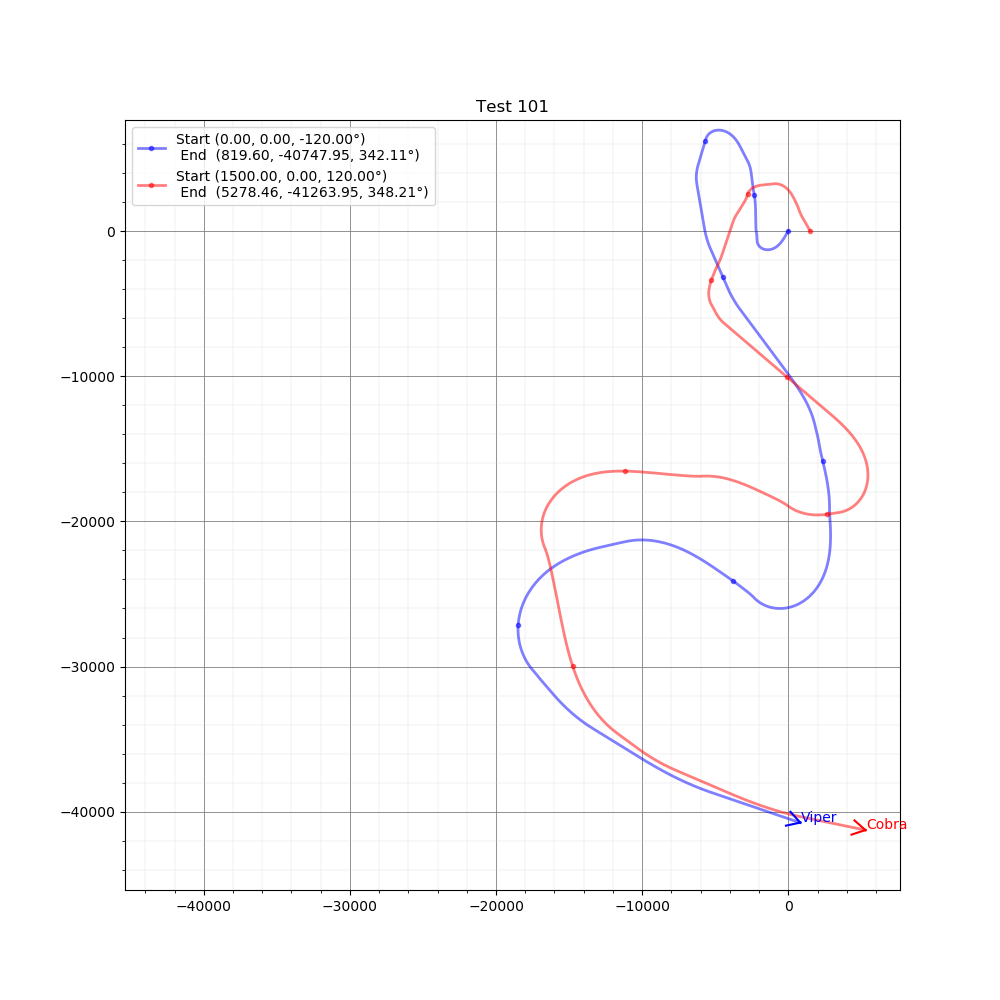 Test 101
Start (0.00, 0.00, -120.00°)
End  (819.60, -40747.95, 342.11°)
Start (1500.00, 0.00, 120.00°)
End  (5278.46, -41263.95, 348.21°)
0
−10000
−20000
−30000
−40000
Viper
Cobra
−40000
−30000
−20000
−10000
0